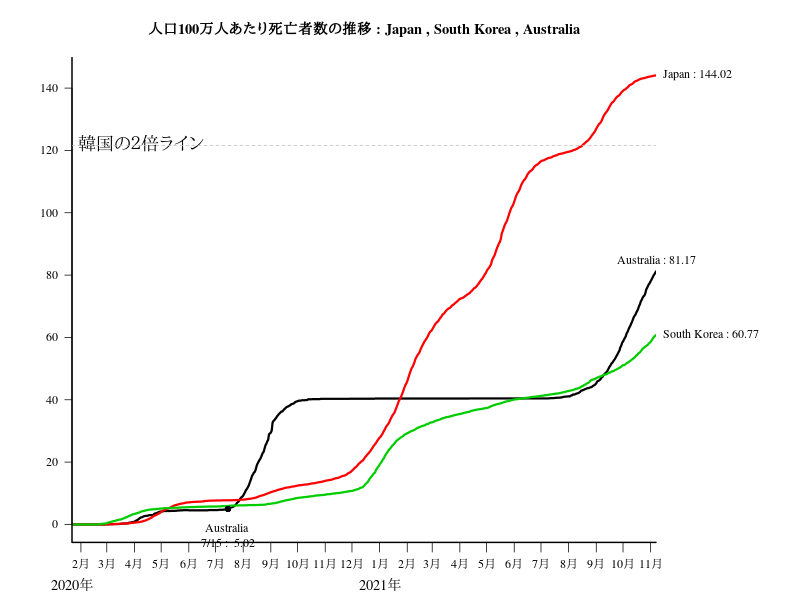 人口100万人あたり死亡者数の推移 : Japan , South Korea , Australia
140
120
100
80
60
40
20
0
韓国の2倍ライン
Japan : 144.02
Australia : 81.17
South Korea : 60.77
Australia
7/15 : 5.02
2月 3月 4月 5月 6月 7月 8月 9月 10月 11月 12月 1月 2月 3月 4月 5月 6月 7月 8月 9月 10月 11月
2020年 2021年